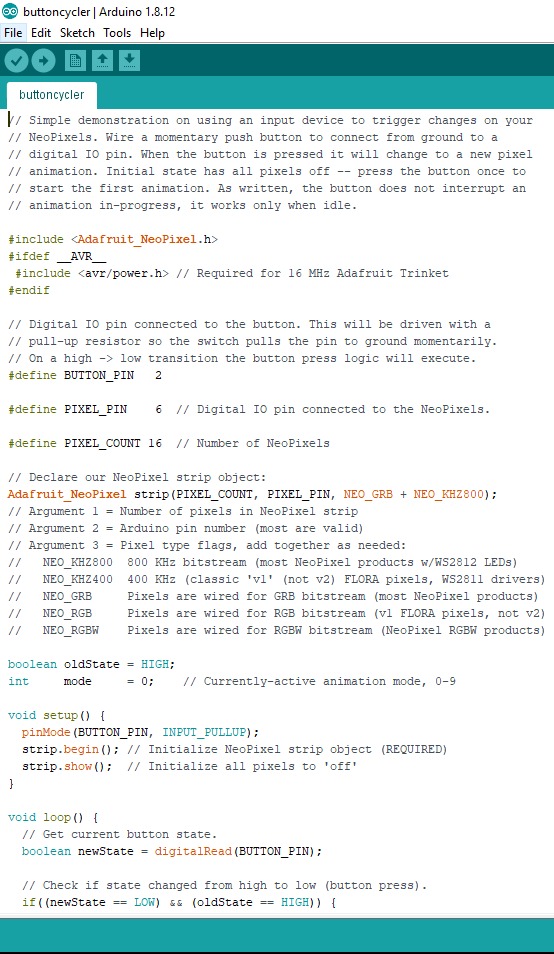 buttoncycler | Arduino 1.8.12
File Edit Sketch Tools Help
buttoncycler
// Simple demonstration on using an input device to trigger changes on your
// NeoPixels. Wire a momentary push button to connect from ground to a
// digital IO pin. When the button is pressed it will change to a new pixel
// animation. Initial state has all pixels off -- press the button once to
// start the first animation. As written, the button does not interrupt an
// animation in-progress, it works only when idle.

#include <Adafruit_NeoPixel.h>
#ifdef __AVR__
 #include <avr/power.h> // Required for 16 MHz Adafruit Trinket
#endif

// Digital IO pin connected to the button. This will be driven with a
// pull-up resistor so the switch pulls the pin to ground momentarily.
// On a high -> low transition the button press logic will execute.
#define BUTTON_PIN   2

#define PIXEL_PIN    6  // Digital IO pin connected to the NeoPixels.

#define PIXEL_COUNT 16  // Number of NeoPixels

// Declare our NeoPixel strip object:
Adafruit_NeoPixel strip(PIXEL_COUNT, PIXEL_PIN, NEO_GRB + NEO_KHZ800);
// Argument 1 = Number of pixels in NeoPixel strip
// Argument 2 = Arduino pin number (most are valid)
// Argument 3 = Pixel type flags, add together as needed:
//   NEO_KHZ800  800 KHz bitstream (most NeoPixel products w/WS2812 LEDs)
//   NEO_KHZ400  400 KHz (classic 'v1' (not v2) FLORA pixels, WS2811 drivers)
//   NEO_GRB     Pixels are wired for GRB bitstream (most NeoPixel products)
//   NEO_RGB     Pixels are wired for RGB bitstream (v1 FLORA pixels, not v2)
//   NEO_RGBW    Pixels are wired for RGBW bitstream (NeoPixel RGBW products)

boolean oldState = HIGH;
int     mode     = 0;    // Currently-active animation mode, 0-9

void setup() {
  pinMode(BUTTON_PIN, INPUT_PULLUP);
  strip.begin(); // Initialize NeoPixel strip object (REQUIRED)
  strip.show();  // Initialize all pixels to 'off'
}

void loop() {
  // Get current button state.
  boolean newState = digitalRead(BUTTON_PIN);

  // Check if state changed from high to low (button press).
  if((newState == LOW) && (oldState == HIGH)) {